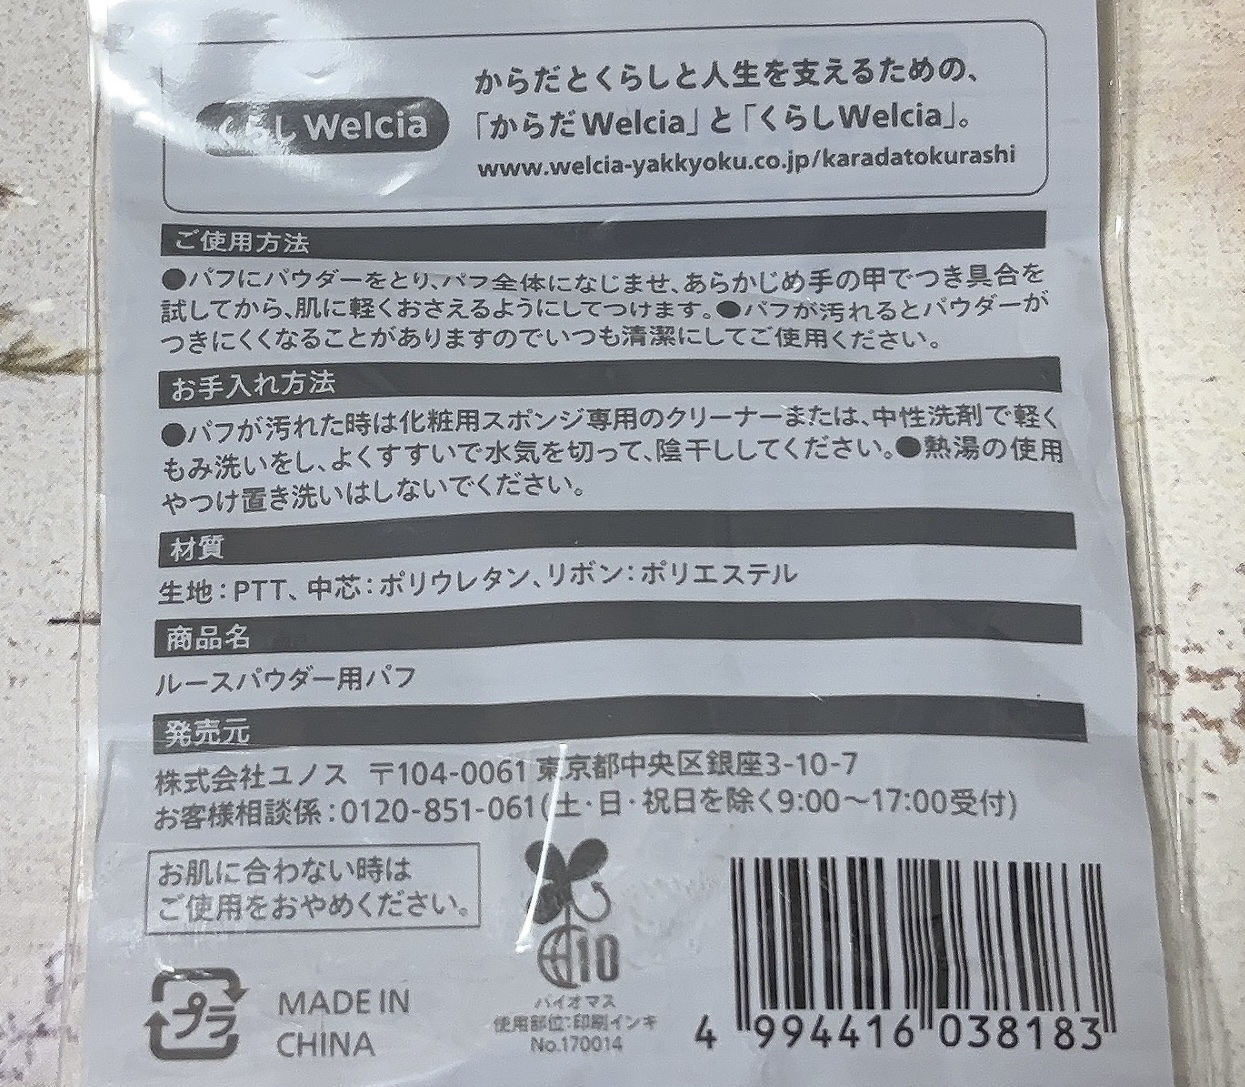 くらしWelcia
からだとくらしと人生を支えるための、
「からだWelcia」と「くらしWelcia」。
www.welcia-yakkyoku.co.jp/karadatokurashi
ご使用方法
●パフにパウダーをとり、パフ全体になじませ、あらかじめ手の甲でつき具合を
試してから、肌に軽くおさえるようにしてつけます。●パフが汚れるとパウダーが
つきにくくなることがありますのでいつも清潔にしてご使用ください。
お手入れ方法
●パフが汚れた時は化粧用スポンジ専用のクリーナーまたは、中性洗剤で軽く
もみ洗いをし、よくすすいで水気を切って、陰干ししてください。●熱湯の使用
やつけ置き洗いはしないでください。
材質
生地：PTT、中芯：ポリウレタン、リボン：ポリエステル
商品名
ルースパウダー用パフ
発売元
株式会社ユノス 〒104-0061 東京都中央区銀座3-10-7
お客様相談係：0120-851-061(土・日・祝日を除く9:00〜17:00受付)
お肌に合わない時は
ご使用をおやめください。
10
バイオマス
使用部位：印刷インキ
No.170014
プラ
MADE IN
CHINA
4 994416 038183